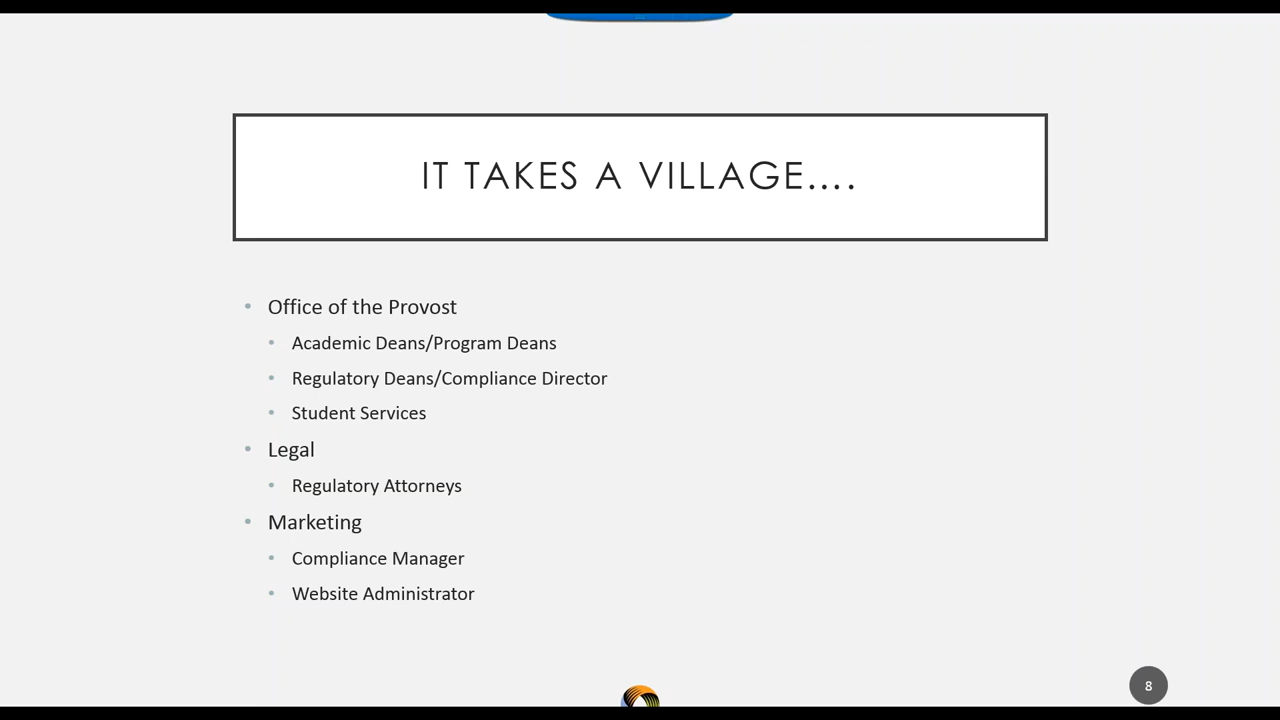 IT TAKES A VILLAGE....
• Office of the Provost
• Academic Deans/Program Deans
• Regulatory Deans/Compliance Director
• Student Services
• Legal
• Regulatory Attorneys
• Marketing
• Compliance Manager
• Website Administrator
8